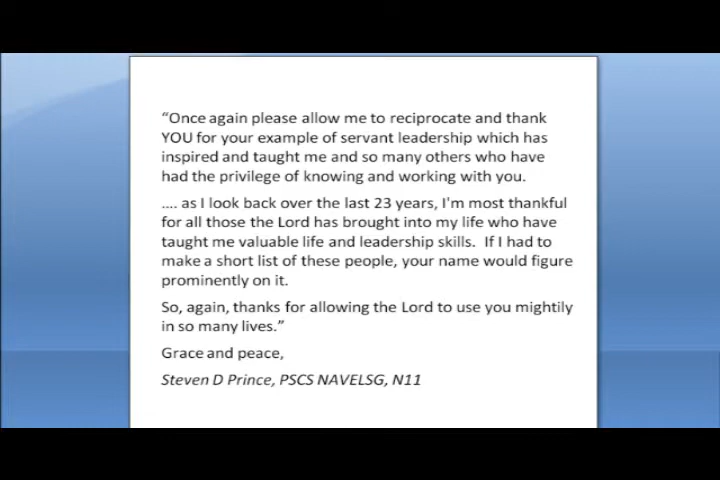 “Once again please allow me to reciprocate and thank
YOU for your example of servant leadership which has
inspired and taught me and so many others who have
had the privilege of knowing and working with you.
.... as I look back over the last 23 years, I'm most thankful
for all those the Lord has brought into my life who have
taught me valuable life and leadership skills.  If I had to
make a short list of these people, your name would figure
prominently on it.
So, again, thanks for allowing the Lord to use you mightily
in so many lives.”
Grace and peace,
Steven D Prince, PSCS NAVELSG, N11